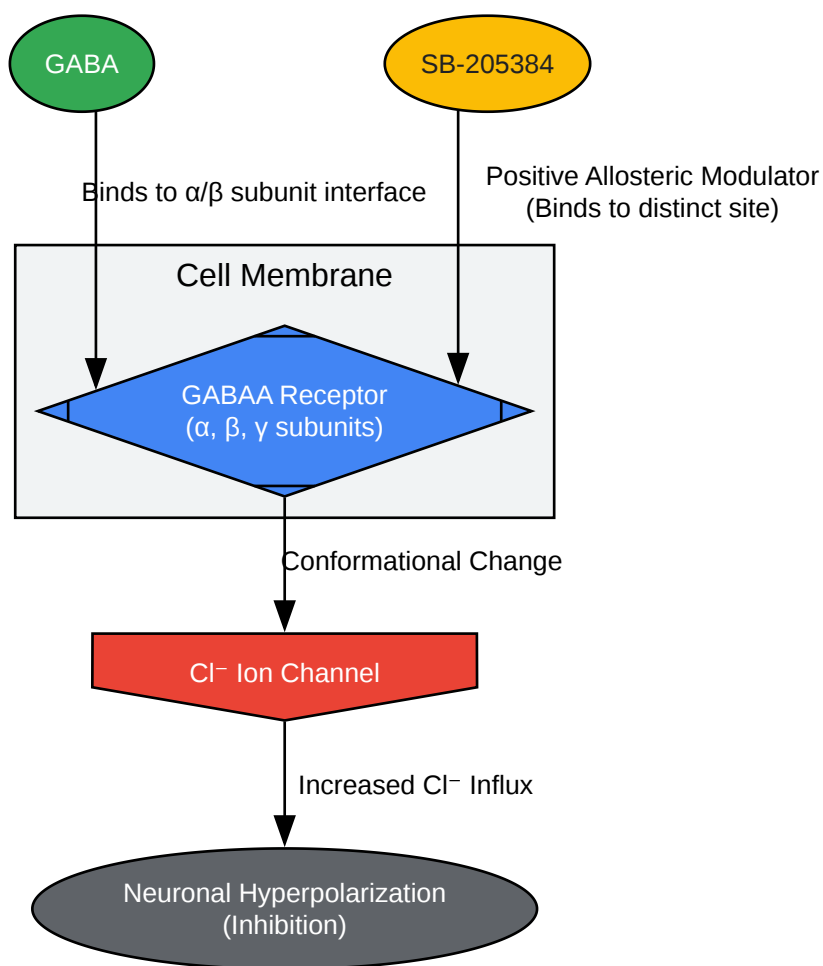 GABA
SB-205384
Binds to α/β subunit interface
Positive Allosteric Modulator
(Binds to distinct site)
Cell Membrane
GABAA Receptor
(α, β, γ subunits)
Conformational Change
Cl⁻ Ion Channel
Increased Cl⁻ Influx
Neuronal Hyperpolarization
(Inhibition)